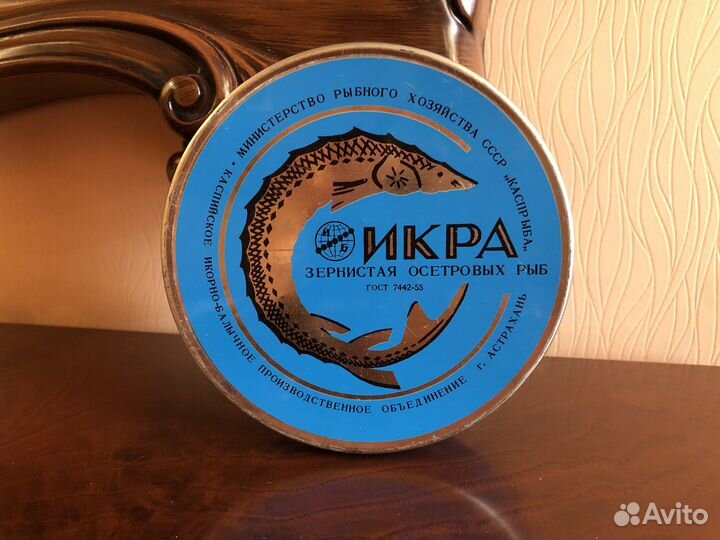 • МИНИСТЕРСТВО РЫБНОГО ХОЗЯЙСТВА СССР „КАСПРЫБА"
ИКРА
ЗЕРНИСТАЯ ОСЕТРОВЫХ РЫБ
ГОСТ 7442-55
• КАСПИЙСКОЕ ИКОРНО-БАЛЫЧНОЕ ПРОИЗВОДСТВЕННОЕ ОБЪЕДИНЕНИЕ г. АСТРАХАНЬ
Avito